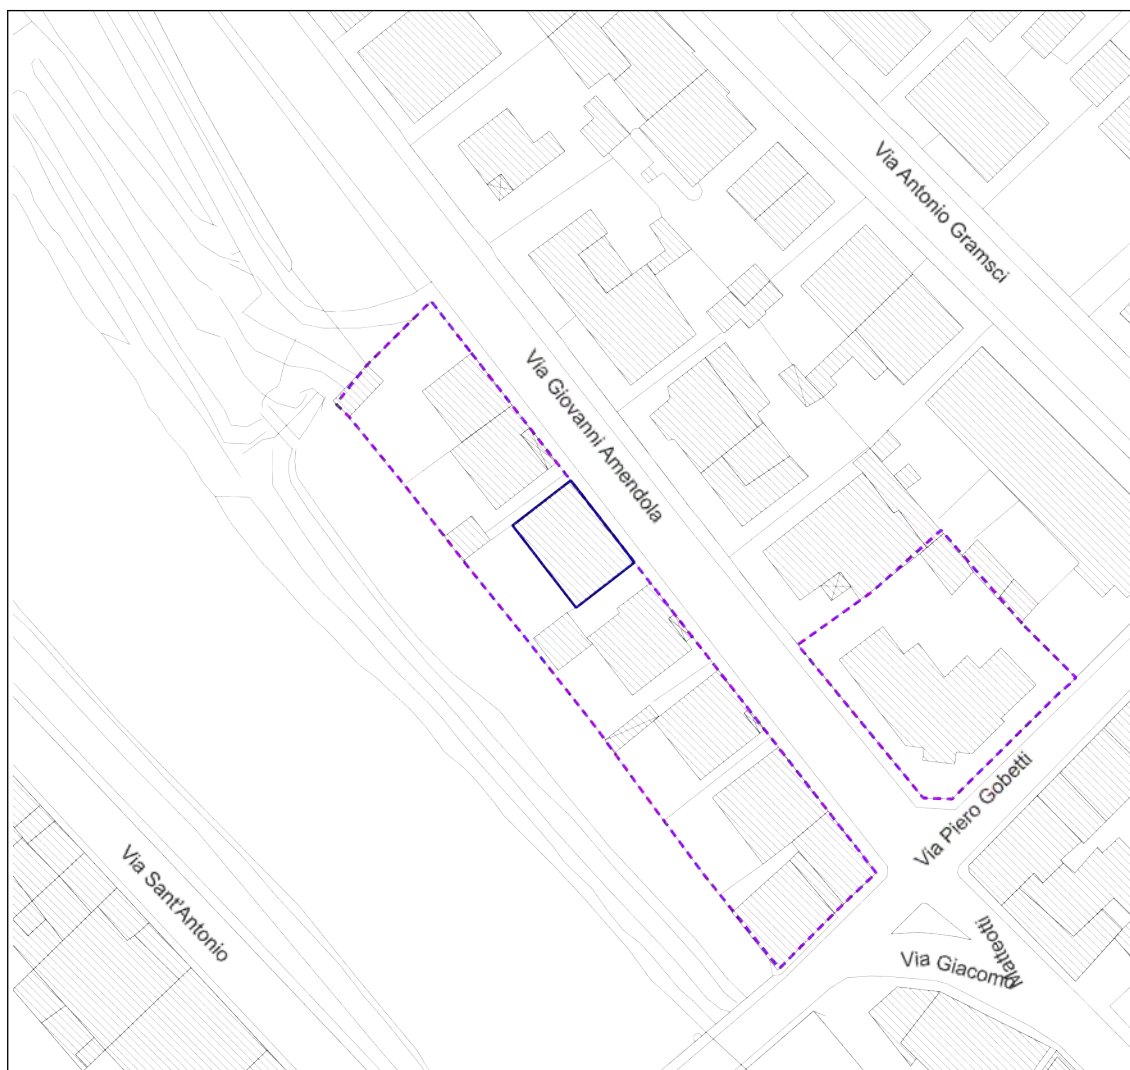 Via Antonio Gramsci
Via Giovanni Amendola
Via Piero Gobetti
Via Sant'Antonio
Via Giacomo
Matteotti